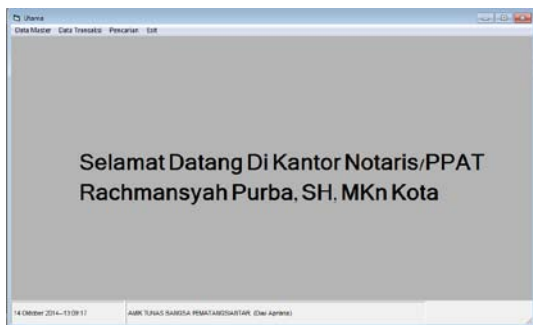 Utama
Data Master Data Transaksi Pencarian Exit
Selamat Datang Di Kantor Notaris/PPAT
Rachmansyah Purba, SH, MKn Kota
14 Oktober 2014--13:09:17 AMIK TUNAS BANGSA PEMATANGSIANTAR (Dwi Apriana)